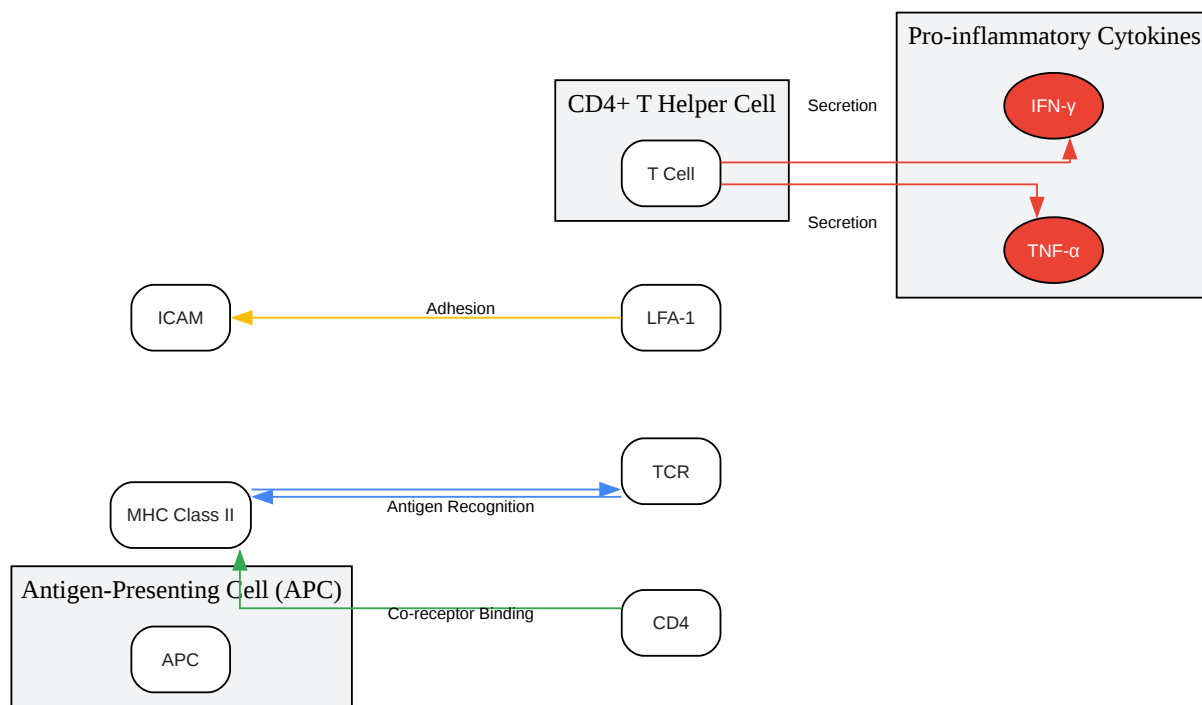 Pro-inflammatory Cytokines
CD4+ T Helper Cell
Secretion
IFN-γ
T Cell
Secretion
TNF-α
ICAM
Adhesion
LFA-1
TCR
MHC Class II
Antigen Recognition
Antigen-Presenting Cell (APC)
Co-receptor Binding
CD4
APC